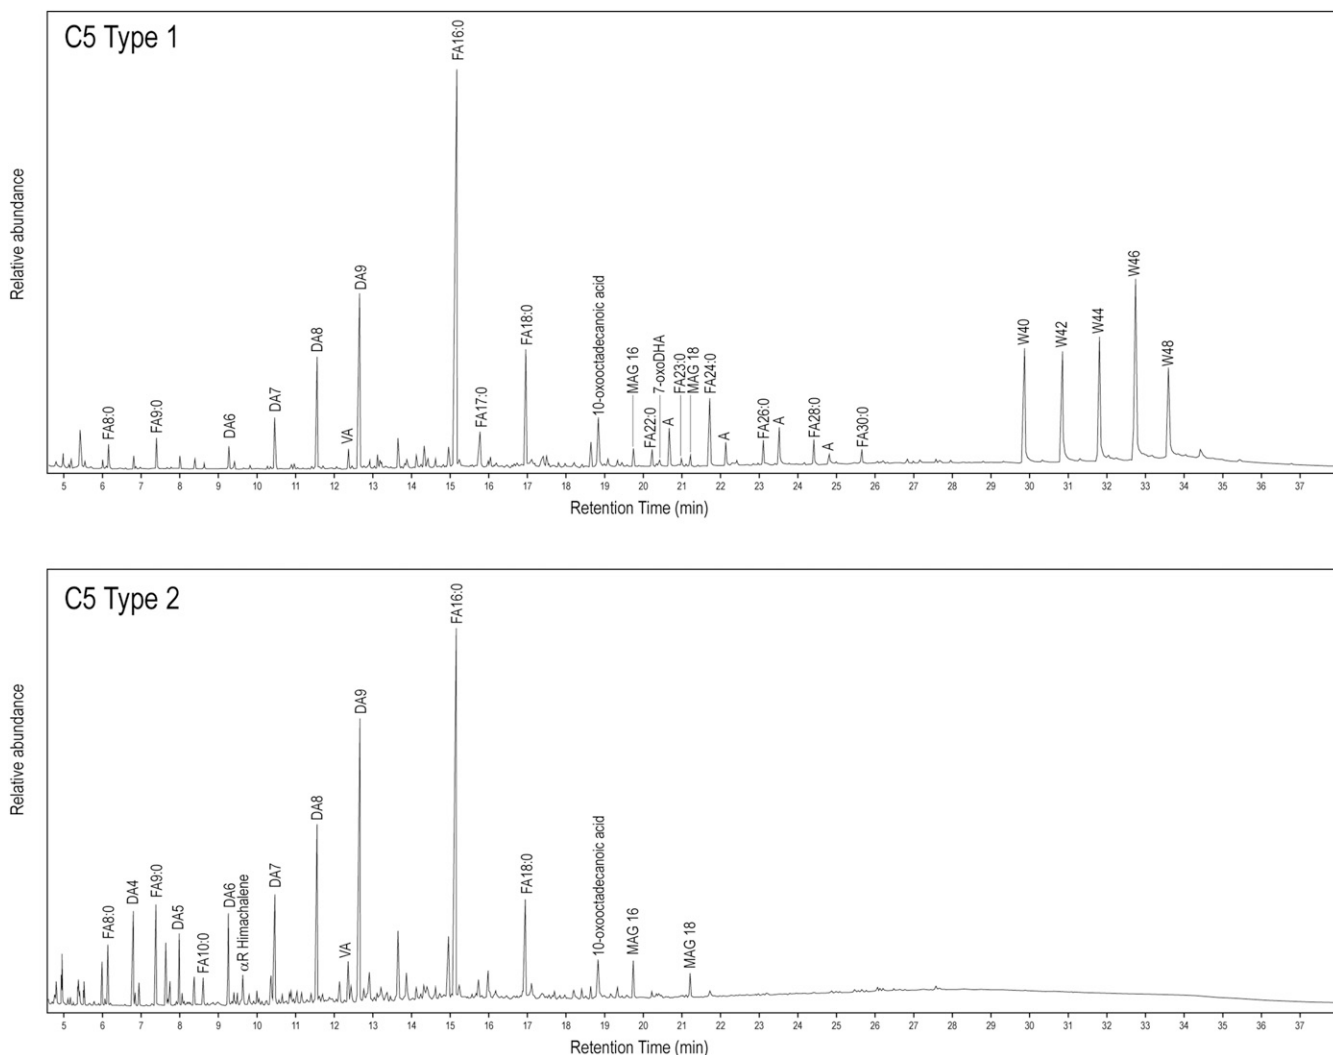 C5 Type 1
Relative abundance
FA8:0
FA9:0
DA6
DA7
DA8
VA
DA9
FA16:0
FA17:0
FA18:0
10-oxooctadecanoic acid
MAG 16
FA22:0
7-oxoDHA
A
FA23:0
MAG 18
FA24:0
A
FA26:0
A
FA28:0
A
FA30:0
W40
W42
W44
W46
W48
5 6 7 8 9 10 11 12 13 14 15 16 17 18 19 20 21 22 23 24 25 26 27 28 29 30 31 32 33 34 35 36 37
Retention Time (min)
C5 Type 2
Relative abundance
FA8:0
DA4
FA9:0
DA5
FA10:0
DA6
αR Himachalene
DA7
DA8
VA
DA9
FA16:0
FA18:0
10-oxooctadecanoic acid
MAG 16
MAG 18
5 6 7 8 9 10 11 12 13 14 15 16 17 18 19 20 21 22 23 24 25 26 27 28 29 30 31 32 33 34 35 36 37
Retention Time (min)